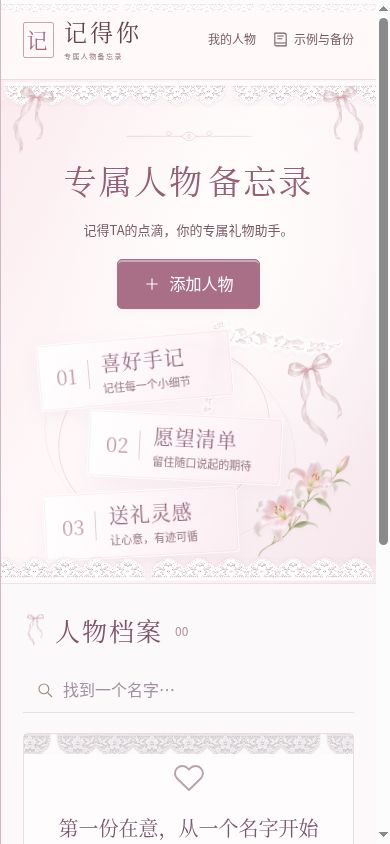 记
记得你
专属人物备忘录
我的人物
示例与备份
专属人物备忘录
记得TA的点滴，你的专属礼物助手。
+ 添加人物
01
喜好手记
记住每一个小细节
02
愿望清单
留住随口说起的期待
03
送礼灵感
让心意，有迹可循
人物档案 00
找到一个名字…
第一份在意，从一个名字开始